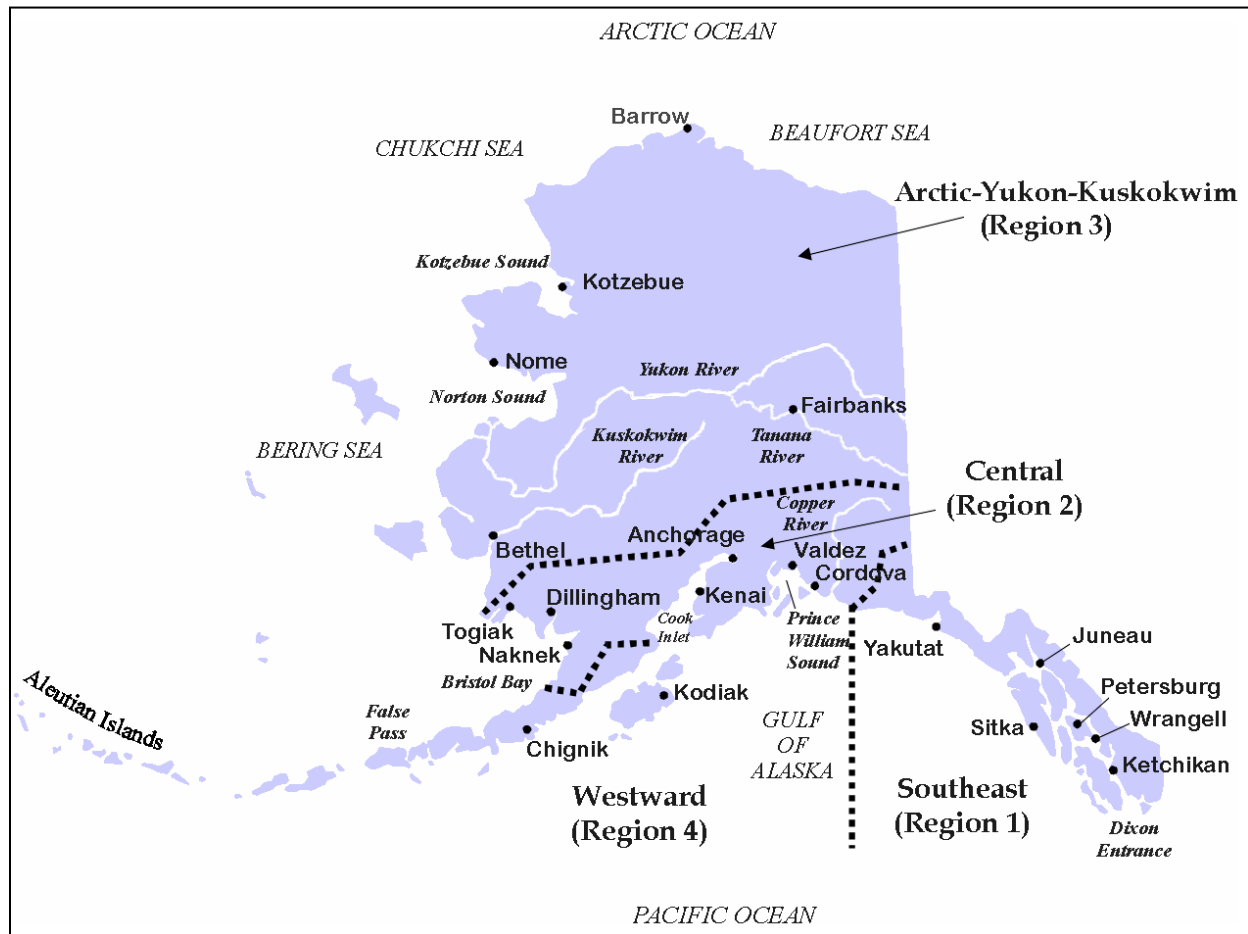 ARCTIC OCEAN
Barrow
BEAUFORT SEA
CHUKCHI SEA
Arctic-Yukon-Kuskokwim
(Region 3)
Kotzebue Sound
Kotzebue
Nome
Yukon River
Norton Sound
Fairbanks
Kuskokwim
River
Tanana
River
BERING SEA
Central
(Region 2)
Copper
River
Anchorage
Bethel
Valdez
Cordova
Dillingham
Kenai
Togiak
Cook
Inlet
Prince
William
Sound
Yakutat
Juneau
Naknek
Bristol Bay
Kodiak
Petersburg
Aleutian Islands
False
Pass
Chignik
GULF
OF
ALASKA
Sitka
Wrangell
Ketchikan
Westward
(Region 4)
Southeast
(Region 1)
Dixon
Entrance
PACIFIC OCEAN